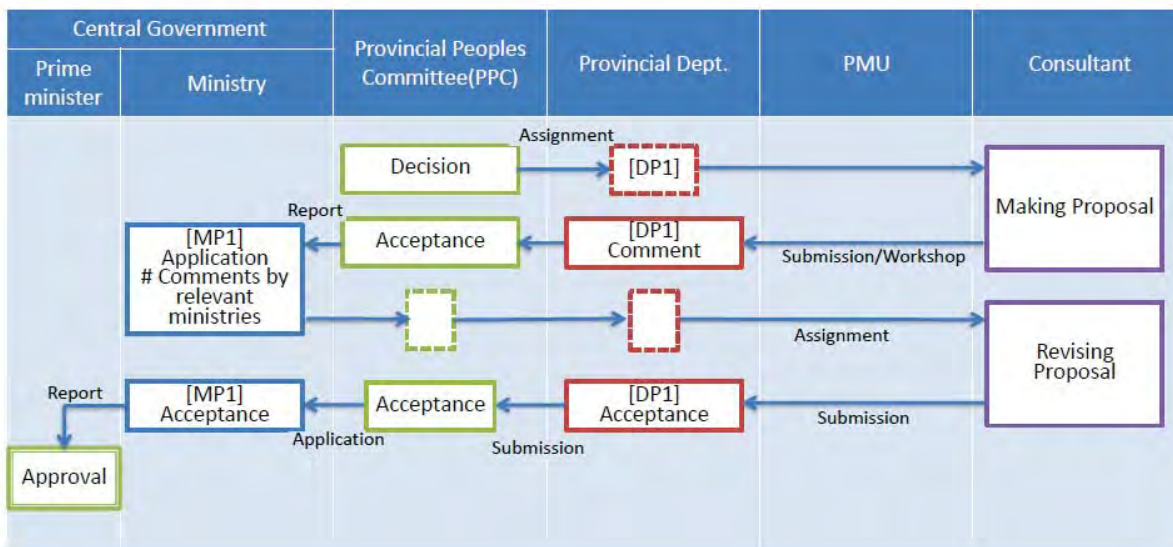 Central Government
Prime
minister
Ministry
Provincial Peoples
Committee(PPC)
Provincial Dept.
PMU
Consultant
Assignment
Decision
[DP1]
Making Proposal
Report
[MP1]
Application
# Comments by
relevant
ministries
Acceptance
[DP1]
Comment
Submission/Workshop
Assignment
Revising
Proposal
Report
[MP1]
Acceptance
Acceptance
[DP1]
Acceptance
Application
Submission
Submission
Approval